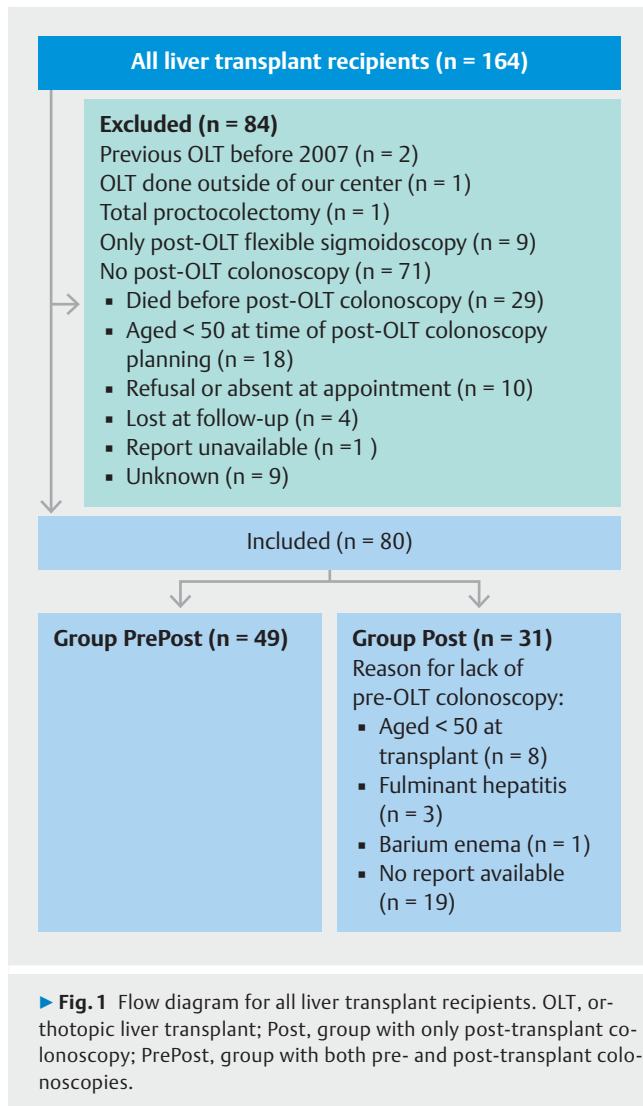 All liver transplant recipients (n = 164)
Excluded (n = 84)
Previous OLT before 2007 (n = 2)
OLT done outside of our center (n = 1)
Total proctocolectomy (n = 1)
Only post-OLT flexible sigmoidoscopy (n = 9)
No post-OLT colonoscopy (n = 71)
▪ Died before post-OLT colonoscopy (n = 29)
▪ Aged < 50 at time of post-OLT colonoscopy
planning (n = 18)
▪ Refusal or absent at appointment (n = 10)
▪ Lost at follow-up (n = 4)
▪ Report unavailable (n =1 )
▪ Unknown (n = 9)
Included (n = 80)
Group PrePost (n = 49)
Group Post (n = 31)
Reason for lack of
pre-OLT colonoscopy:
▪ Aged < 50 at
transplant (n = 8)
▪ Fulminant hepatitis
(n = 3)
▪ Barium enema (n = 1)
▪ No report available
(n = 19)
▶ Fig. 1 Flow diagram for all liver transplant recipients. OLT, or-
thotopic liver transplant; Post, group with only post-transplant co-
lonoscopy; PrePost, group with both pre- and post-transplant colo-
noscopies.